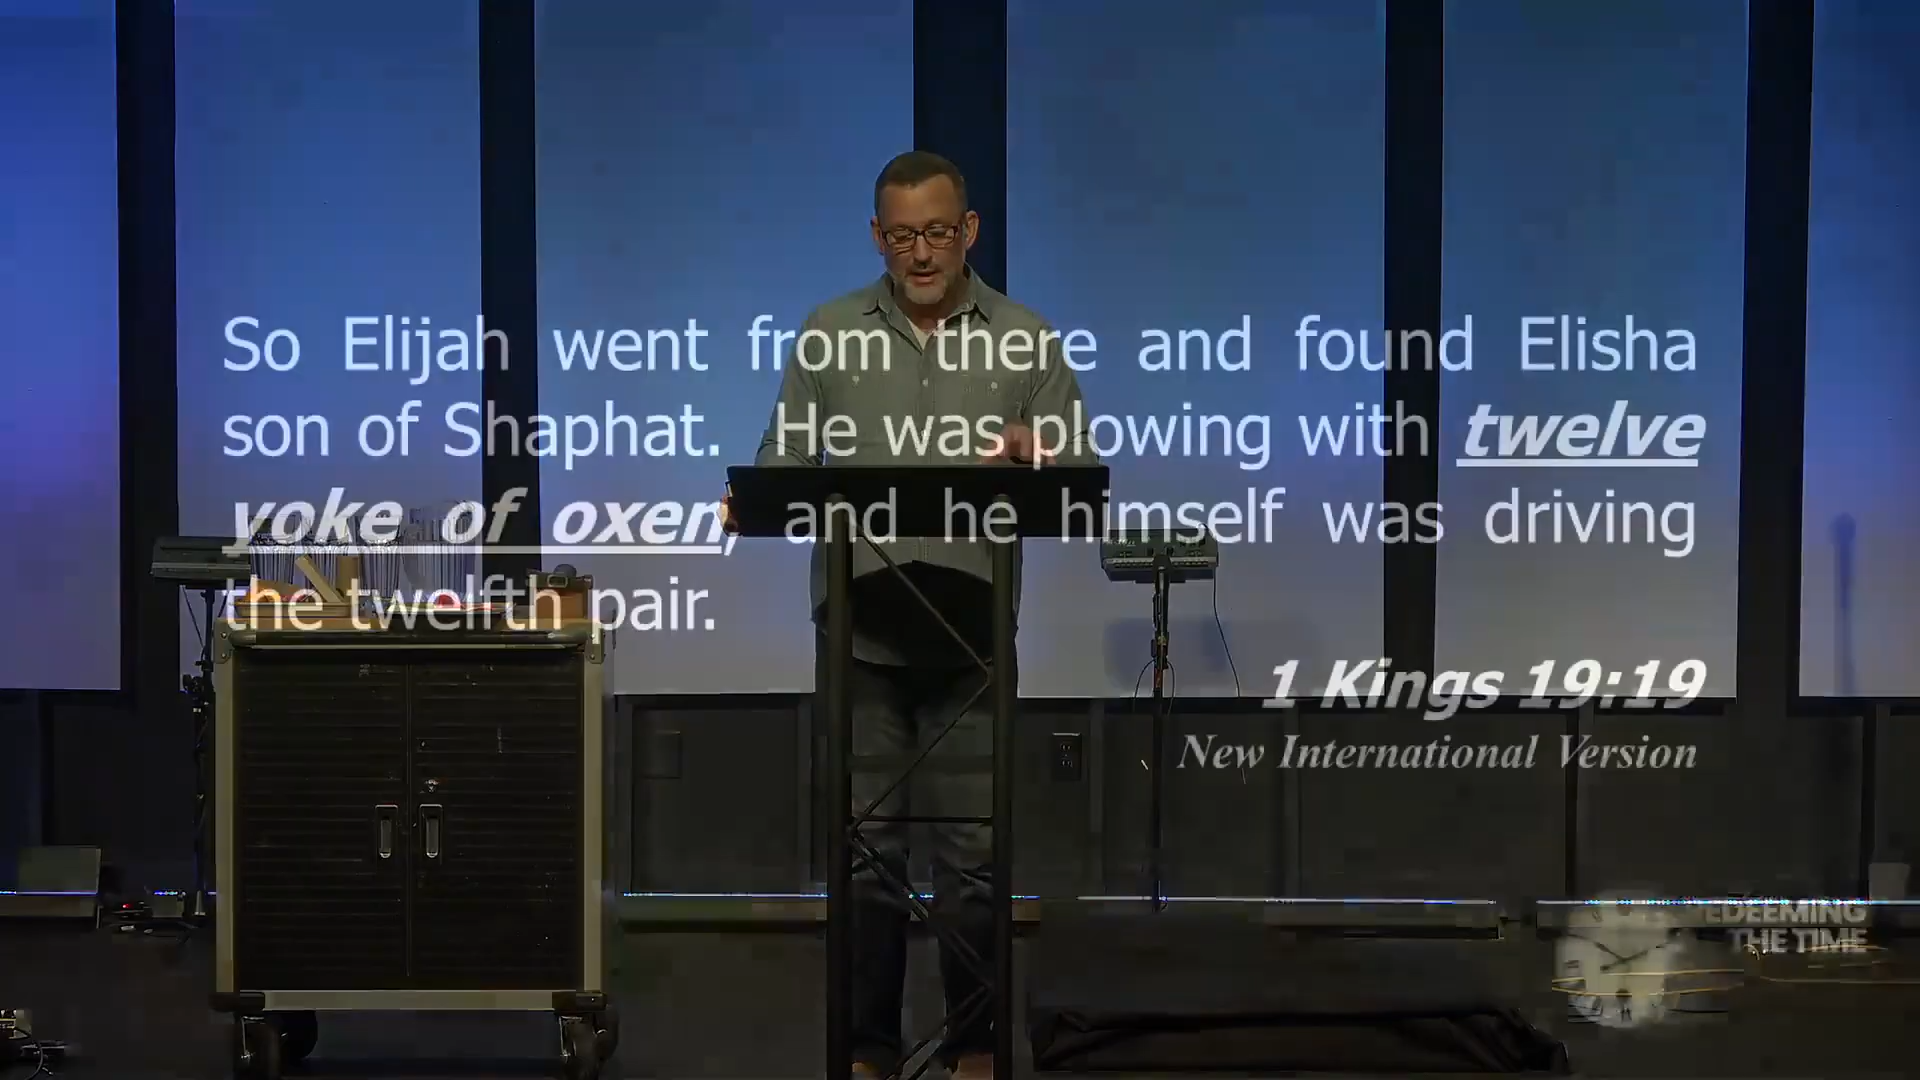 So Elijah went from there and found Elisha
son of Shaphat. He was plowing with twelve
yoke of oxen, and he himself was driving
the twelfth pair.
1 Kings 19:19
New International Version
EDEEMING
THE TIME